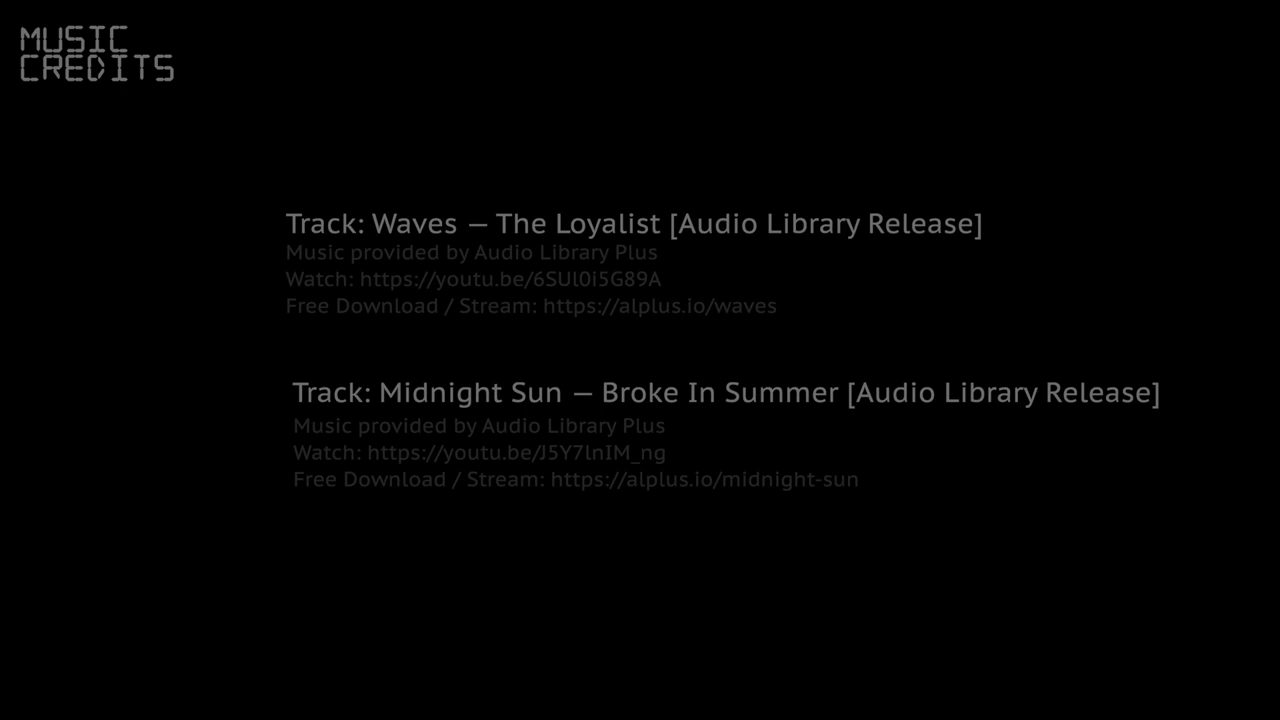 MUSIC
CREDITS
Track: Waves — The Loyalist [Audio Library Release]
Music provided by Audio Library Plus
Watch: https://youtu.be/6SUl0i5G89A
Free Download / Stream: https://alplus.io/waves
Track: Midnight Sun — Broke In Summer [Audio Library Release]
Music provided by Audio Library Plus
Watch: https://youtu.be/J5Y7lnIM_ng
Free Download / Stream: https://alplus.io/midnight-sun